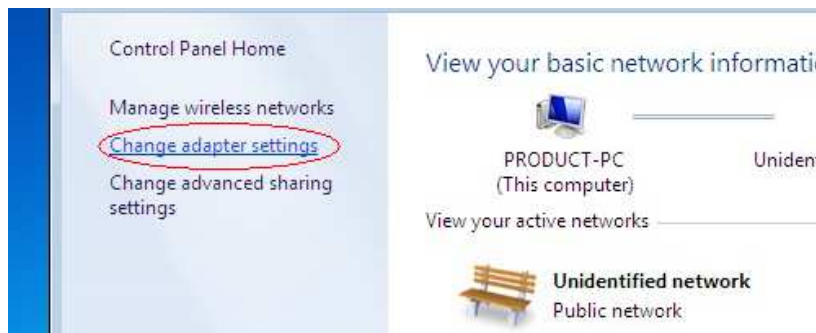 Control Panel Home
Manage wireless networks
Change adapter settings
Change advanced sharing
settings
View your basic network
PRODUCT-PC
(This computer)
View your active networks
Unidentified network
Public network